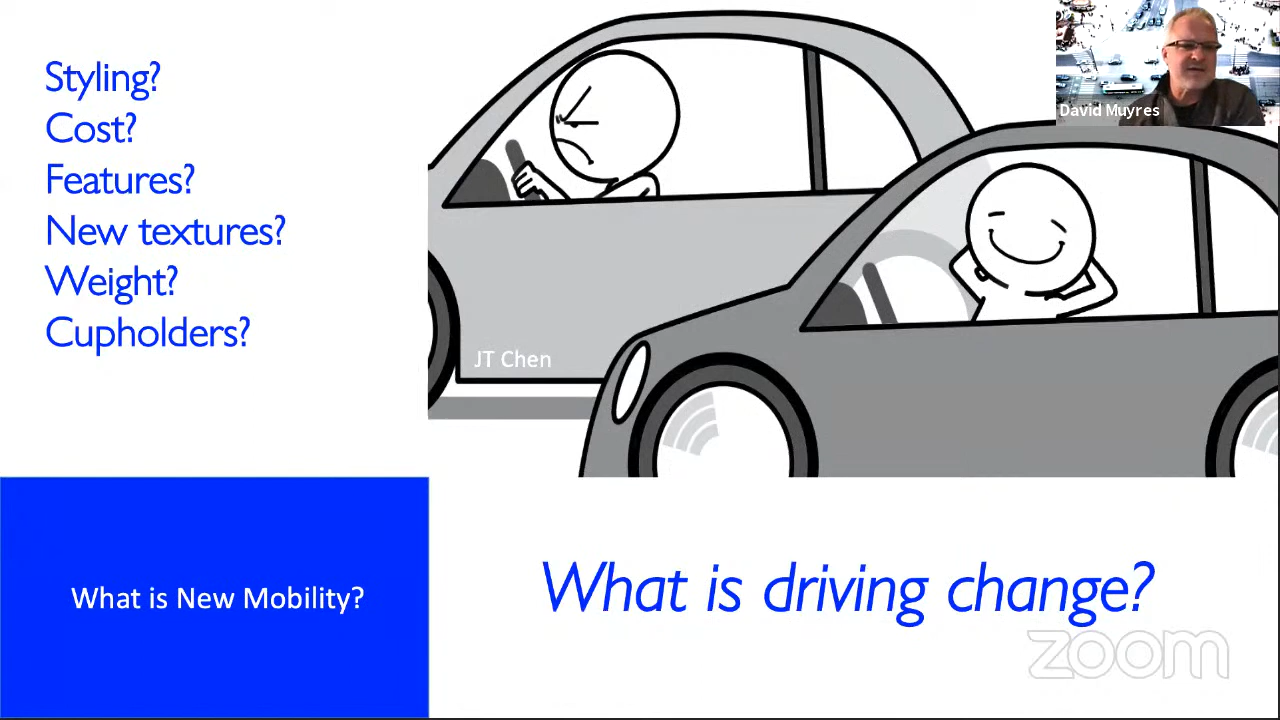 Styling?
Cost?
Features?
New textures?
Weight?
Cupholders?
David Muyres
JT Chen
What is New Mobility?
What is driving change?
zoom